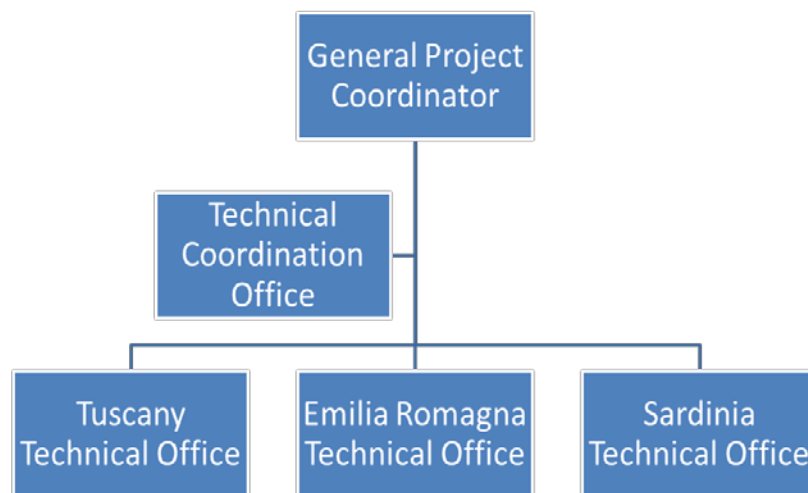 General Project
Coordinator
Technical
Coordination
Office
Tuscany
Technical Office
Emilia Romagna
Technical Office
Sardinia
Technical Office